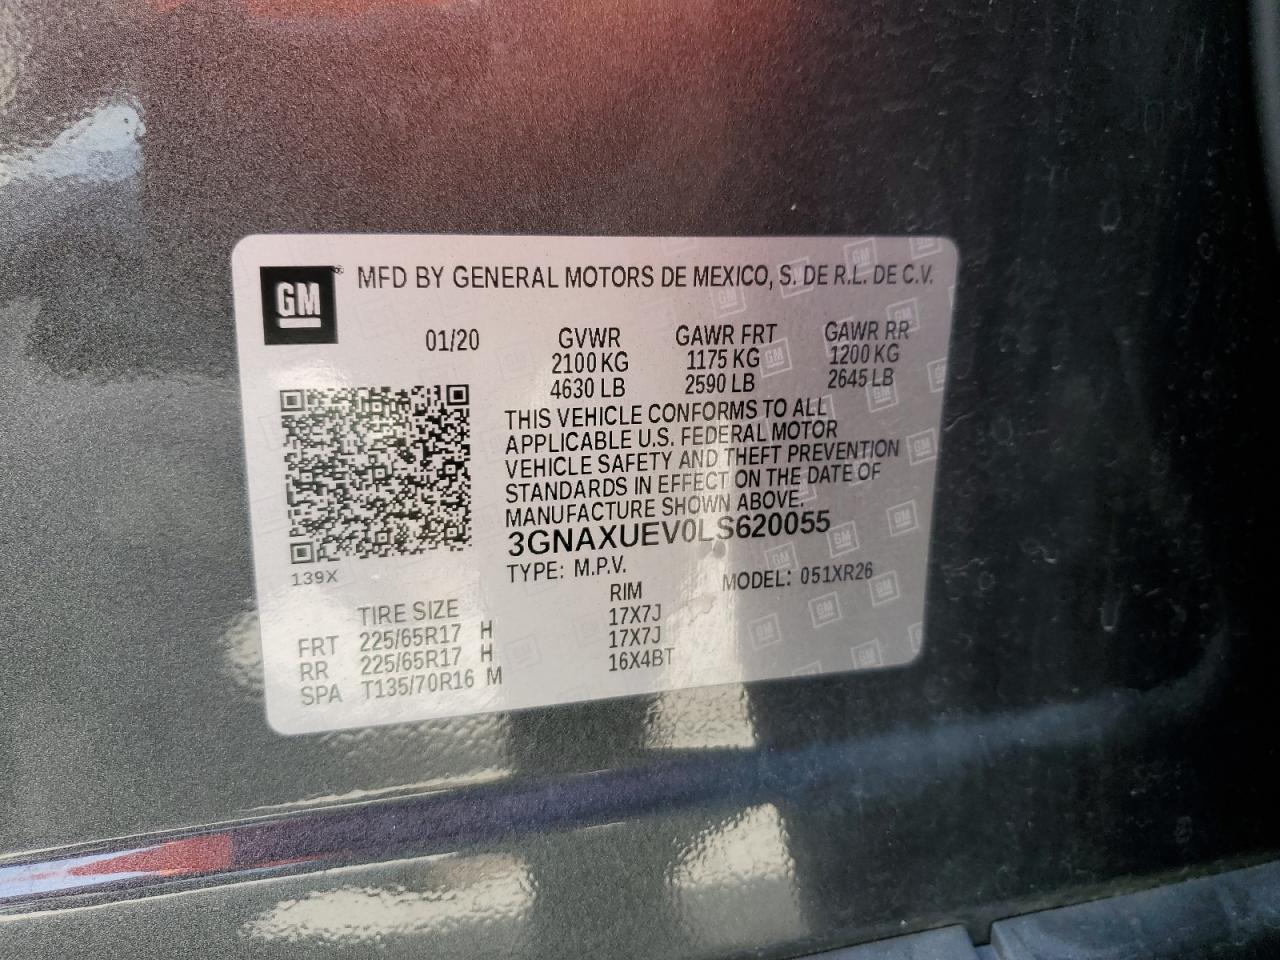 GM
MFD BY GENERAL MOTORS DE MEXICO, S. DE R.L. DE C.V.
01/20 GVWR GAWR FRT GAWR RR
2100 KG 1175 KG 1200 KG
4630 LB 2590 LB 2645 LB
THIS VEHICLE CONFORMS TO ALL
APPLICABLE U.S. FEDERAL MOTOR
VEHICLE SAFETY AND THEFT PREVENTION
STANDARDS IN EFFECT ON THE DATE OF
MANUFACTURE SHOWN ABOVE.
3GNAXUEV0LS620055
139X
TYPE: M.P.V. MODEL: 051XR26
TIRE SIZE RIM
FRT 225/65R17 H 17X7J
RR 225/65R17 H 17X7J
SPA T135/70R16 M 16X4BT